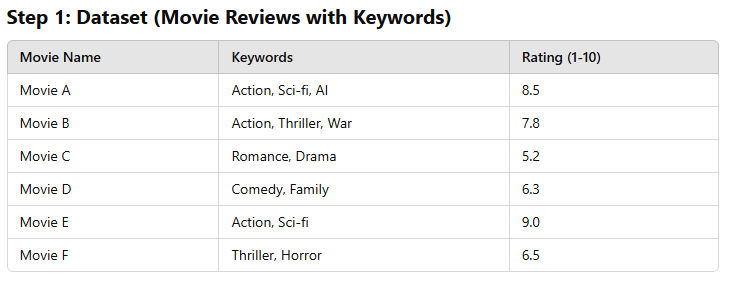 Step 1: Dataset (Movie Reviews with Keywords)
Movie Name Keywords Rating (1-10)
Movie A Action, Sci-fi, AI 8.5
Movie B Action, Thriller, War 7.8
Movie C Romance, Drama 5.2
Movie D Comedy, Family 6.3
Movie E Action, Sci-fi 9.0
Movie F Thriller, Horror 6.5